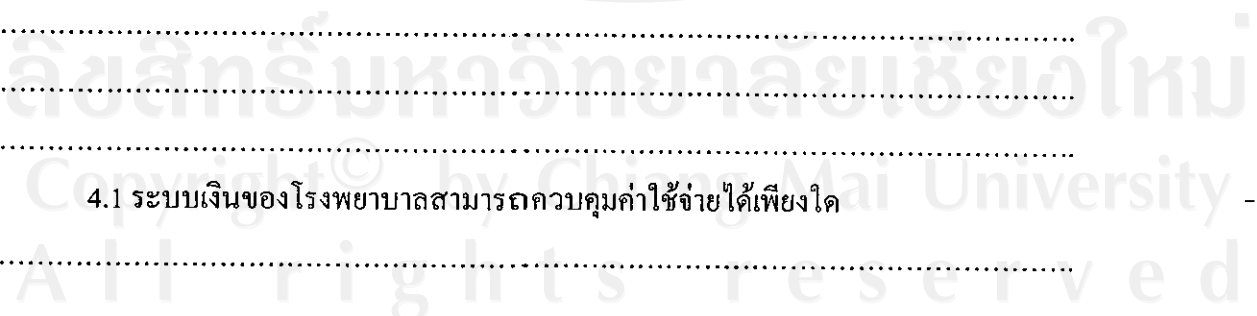 ........................................................................
ลิขสิทธิ์มหาวิทยาลัยเชียงใหม่
........................................................................
........................................................................
Copyright© by Chiang Mai University
4.1 ระบบเงินของโรงพยาบาลสามารถควบคุมค่าใช้จ่ายได้เพียงใด -
........................................................................
All rights reserved